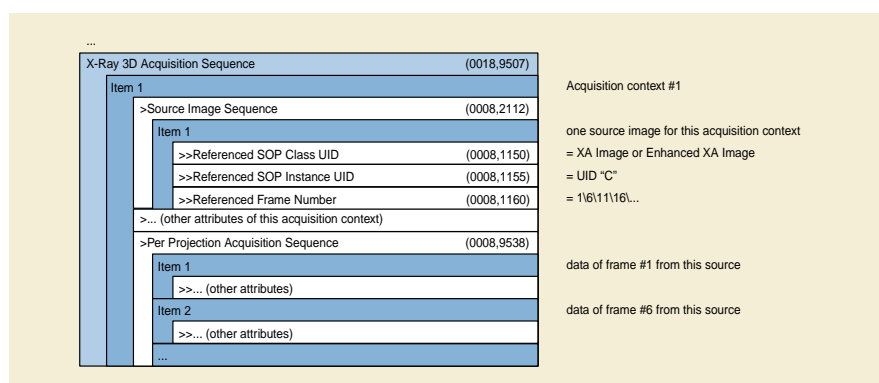 ...
X-Ray 3D Acquisition Sequence (0018,9507)
Item 1 Acquisition context #1
>Source Image Sequence (0008,2112)
Item 1 one source image for this acquisition context
>>Referenced SOP Class UID (0008,1150) = XA Image or Enhanced XA Image
>>Referenced SOP Instance UID (0008,1155) = UID “C”
>>Referenced Frame Number (0008,1160) = 1\6\11\16\...
>... (other attributes of this acquisition context)
>Per Projection Acquisition Sequence (0008,9538)
Item 1 data of frame #1 from this source
>>... (other attributes)
Item 2 data of frame #6 from this source
>>... (other attributes)
...